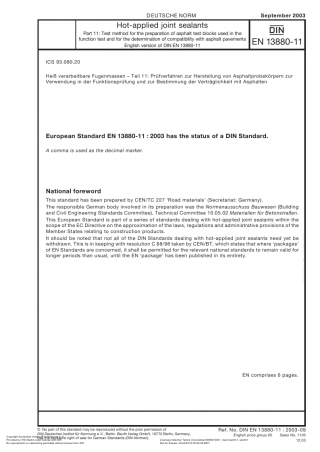 DEUTSCHE NORM
September 2003
Hot-applied joint sealants
Part 11: Test method for the preparation of asphalt test blocks used in the
function test and for the determination of compatibility with asphalt pavements
English version of DIN EN 13880-11
DIN
EN 13880-11
ICS 93.080.20
Heiß verarbeitbare Fugenmassen – Teil 11: Prüfverfahren zur Herstellung von Asphaltprobekörpern zur
Verwendung in der Funktionsprüfung und zur Bestimmung der Verträglichkeit mit Asphalten
European Standard EN 13880-11 : 2003 has the status of a DIN Standard.
A comma is used as the decimal marker.
National foreword
This standard has been prepared by CEN/TC 227 ‘Road materials’ (Secretariat: Germany).
The responsible German body involved in its preparation was the Normenausschuss Bauwesen (Building
and Civil Engineering Standards Committee), Technical Committee 10.05.02 Materialien für Betonstraßen.
This European Standard is part of a series of standards dealing with hot-applied joint sealants within the
scope of the EC Directive on the approximation of the laws, regulations and administrative provisions of the
Member States relating to construction products.
It should be noted that not all of the DIN Standards dealing with hot-applied joint sealants need yet be
withdrawn. This is in keeping with resolution C 88/98 taken by CEN/BT, which states that where ‘packages’
of EN Standards are concerned, it shall be permitted for the relevant national standards to remain valid for
longer periods than usual, until the EN ‘package’ has been published in its entirety.
EN comprises 6 pages.
© No part of this standard may be reproduced without the prior permission of
DIN Deutsches Institut für Normung e. V., Berlin. Beuth Verlag GmbH, 10772 Berlin, Germany,
right of sale for German Standards (DIN-Normen).
Ref. No. DIN EN 13880-11 : 2003-09
English price group 05 Sales No. 1105
12.03